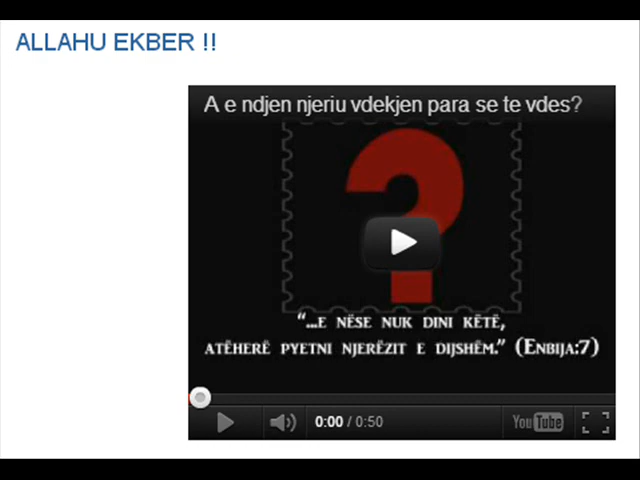 ALLAHU EKBER !!
A e ndjen njeriu vdekjen para se te vdes?
?
“...E NËSE NUK DINI KËTË,
ATËHERË PYETNI NJERËZIT E DIJSHËM.” (ENBIJA:7)
0:00 / 0:50 YouTube